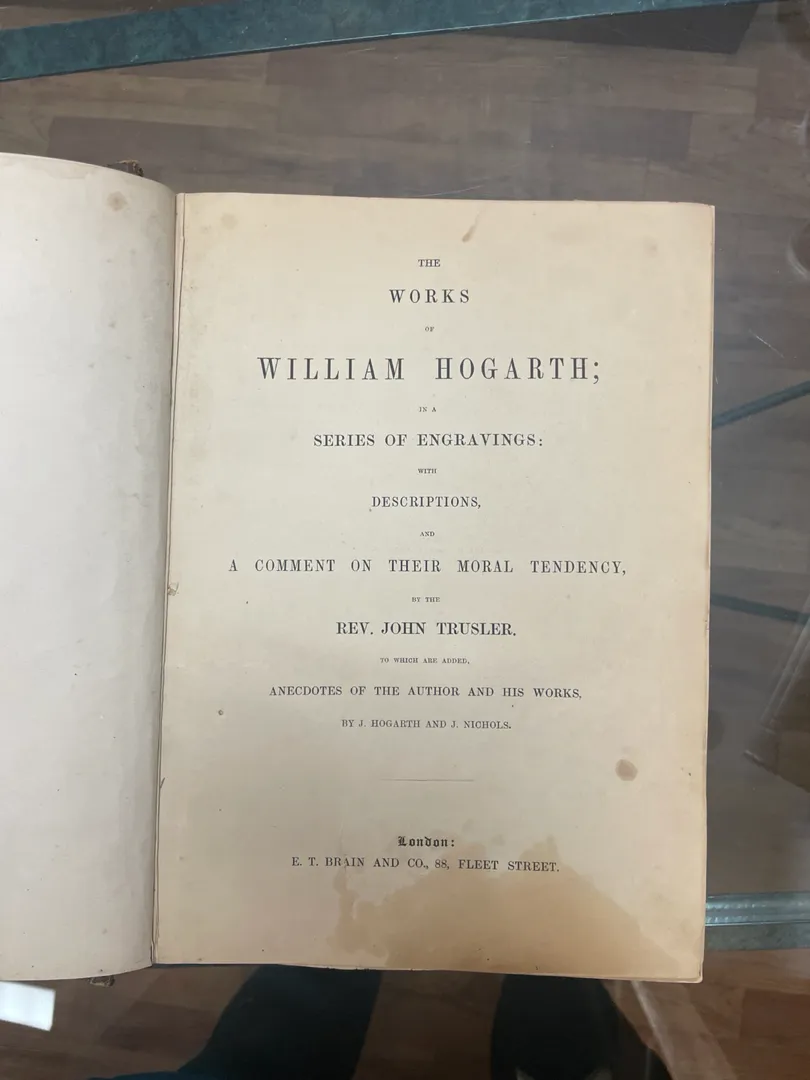 THE
WORKS
OF
WILLIAM HOGARTH;
IN A
SERIES OF ENGRAVINGS:
WITH
DESCRIPTIONS,
AND
A COMMENT ON THEIR MORAL TENDENCY,
BY THE
REV. JOHN TRUSLER.
TO WHICH ARE ADDED,
ANECDOTES OF THE AUTHOR AND HIS WORKS,
BY J. HOGARTH AND J. NICHOLS.
London:
E. T. BRAIN AND CO., 88, FLEET STREET.